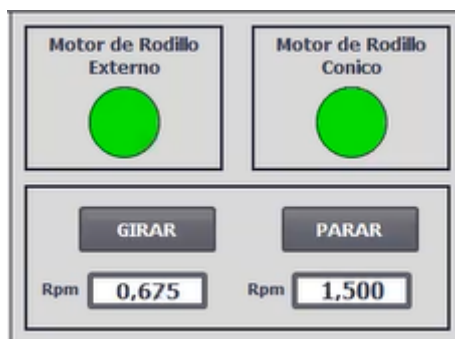 Motor de Rodillo
Externo
Motor de Rodillo
Conico
GIRAR
PARAR
Rpm 0,675
Rpm 1,500